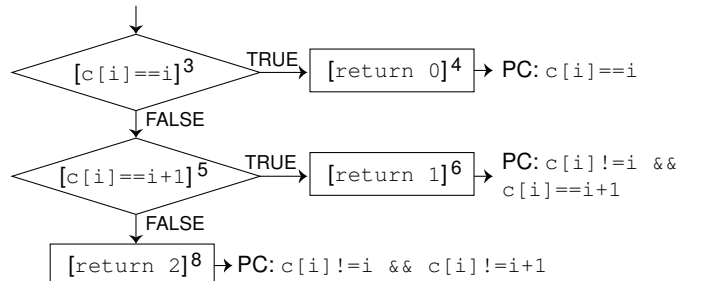 [c[i]==i]3
TRUE
[return 0]4
PC: c[i]==i
FALSE
[c[i]==i+1]5
TRUE
[return 1]6
PC: c[i]!=i &&
c[i]==i+1
FALSE
[return 2]8
PC: c[i]!=i && c[i]!=i+1